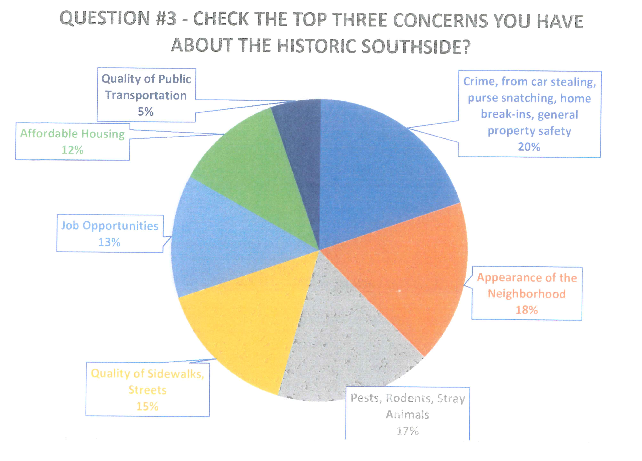 QUESTION #3 - CHECK THE TOP THREE CONCERNS YOU HAVE
ABOUT THE HISTORIC SOUTHSIDE?
Quality of Public
Transportation
5%
Crime, from car stealing,
purse snatching, home
break-ins, general
property safety
20%
Affordable Housing
12%
Job Opportunities
13%
Appearance of the
Neighborhood
18%
Quality of Sidewalks,
Streets
15%
Pests, Rodents, Stray
Animals
17%